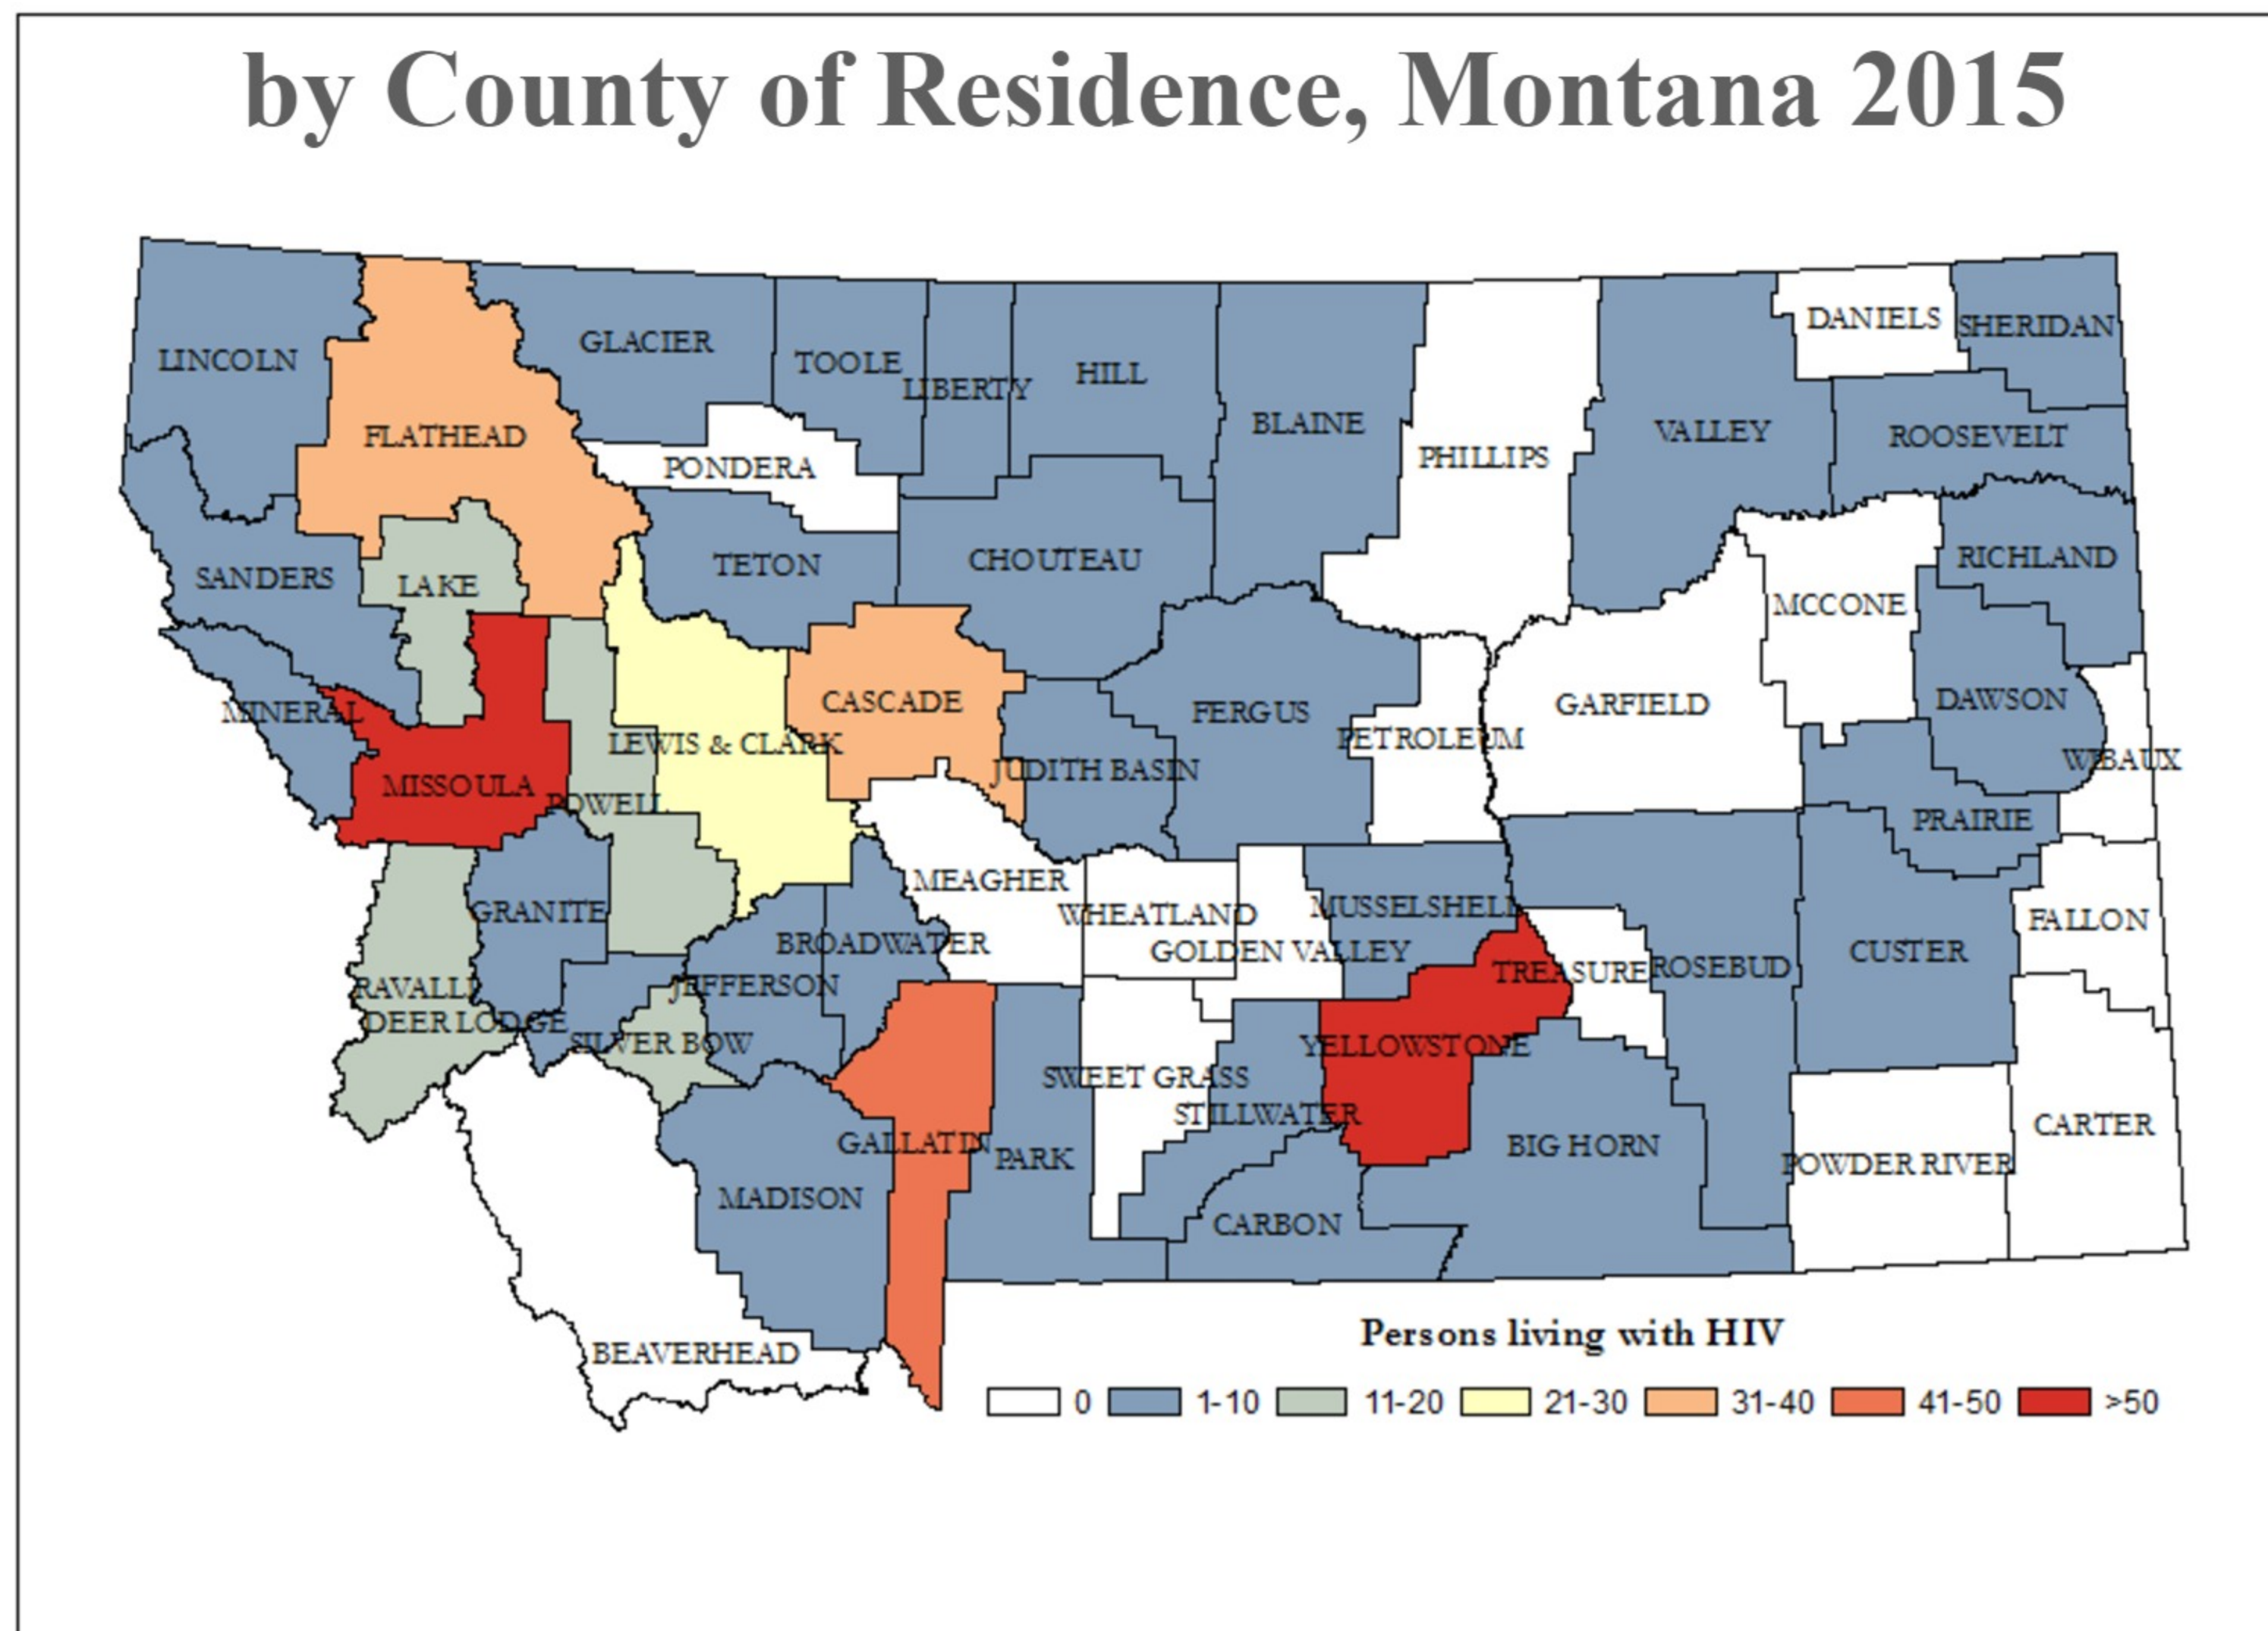 by County of Residence, Montana 2015
DANIELS
SHERIDAN
GLACIER
LINCOLN
TOOLE
LIBERTY
HILL
BLAINE
VALLEY
ROOSEVELT
FLATHEAD
PHILLIPS
PONDERA
RICHLAND
TETON
CHOUTEAU
SANDERS
LAKE
MCCONE
DAWSON
CASCADE
GARFIELD
MINERAL
FERGUS
LEWIS & CLARK
PETROLEUM
WIBAUX
JUDITH BASIN
MISSOULA
POWELL
PRAIRIE
MEAGHER
MUSSELSHELL
GRANITE
WHEATLAND
FALLON
BROADWATER
GOLDEN VALLEY
CUSTER
TREASURE
ROSEBUD
RAVALLI
JEFFERSON
DEER LODGE
SILVER BOW
YELLOWSTONE
SWEET GRASS
STILLWATER
CARTER
GALLATIN
PARK
BIG HORN
POWDER RIVER
MADISON
CARBON
BEAVERHEAD
Persons living with HIV
0 1-10 11-20 21-30 31-40 41-50 >50